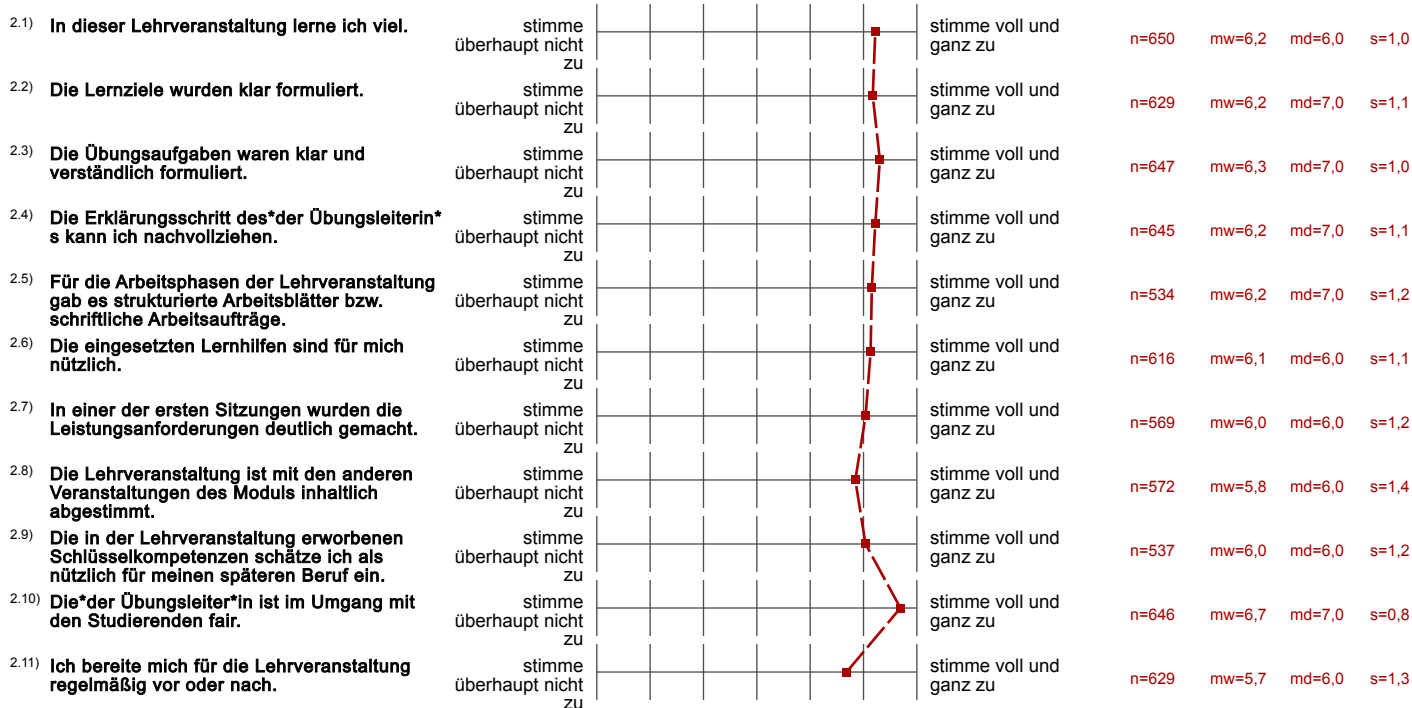 2.1) In dieser Lehrveranstaltung lerne ich viel. stimme überhaupt nicht zu stimme voll und ganz zu n=650 mw=6,2 md=6,0 s=1,0
2.2) Die Lernziele wurden klar formuliert. stimme überhaupt nicht zu stimme voll und ganz zu n=629 mw=6,2 md=7,0 s=1,1
2.3) Die Übungsaufgaben waren klar und
verständlich formuliert. stimme überhaupt nicht zu stimme voll und ganz zu n=647 mw=6,3 md=7,0 s=1,0
2.4) Die Erklärungsschritt des*der Übungsleiterin*
s kann ich nachvollziehen. stimme überhaupt nicht zu stimme voll und ganz zu n=645 mw=6,2 md=7,0 s=1,1
2.5) Für die Arbeitsphasen der Lehrveranstaltung
gab es strukturierte Arbeitsblätter bzw.
schriftliche Arbeitsaufträge. stimme überhaupt nicht zu stimme voll und ganz zu n=534 mw=6,2 md=7,0 s=1,2
2.6) Die eingesetzten Lernhilfen sind für mich
nützlich. stimme überhaupt nicht zu stimme voll und ganz zu n=616 mw=6,1 md=6,0 s=1,1
2.7) In einer der ersten Sitzungen wurden die
Leistungsanforderungen deutlich gemacht. stimme überhaupt nicht zu stimme voll und ganz zu n=569 mw=6,0 md=6,0 s=1,2
2.8) Die Lehrveranstaltung ist mit den anderen
Veranstaltungen des Moduls inhaltlich
abgestimmt. stimme überhaupt nicht zu stimme voll und ganz zu n=572 mw=5,8 md=6,0 s=1,4
2.9) Die in der Lehrveranstaltung erworbenen
Schlüsselkompetenzen schätze ich als
nützlich für meinen späteren Beruf ein. stimme überhaupt nicht zu stimme voll und ganz zu n=537 mw=6,0 md=6,0 s=1,2
2.10) Die*der Übungsleiter*in ist im Umgang mit
den Studierenden fair. stimme überhaupt nicht zu stimme voll und ganz zu n=646 mw=6,7 md=7,0 s=0,8
2.11) Ich bereite mich für die Lehrveranstaltung
regelmäßig vor oder nach. stimme überhaupt nicht zu stimme voll und ganz zu n=629 mw=5,7 md=6,0 s=1,3